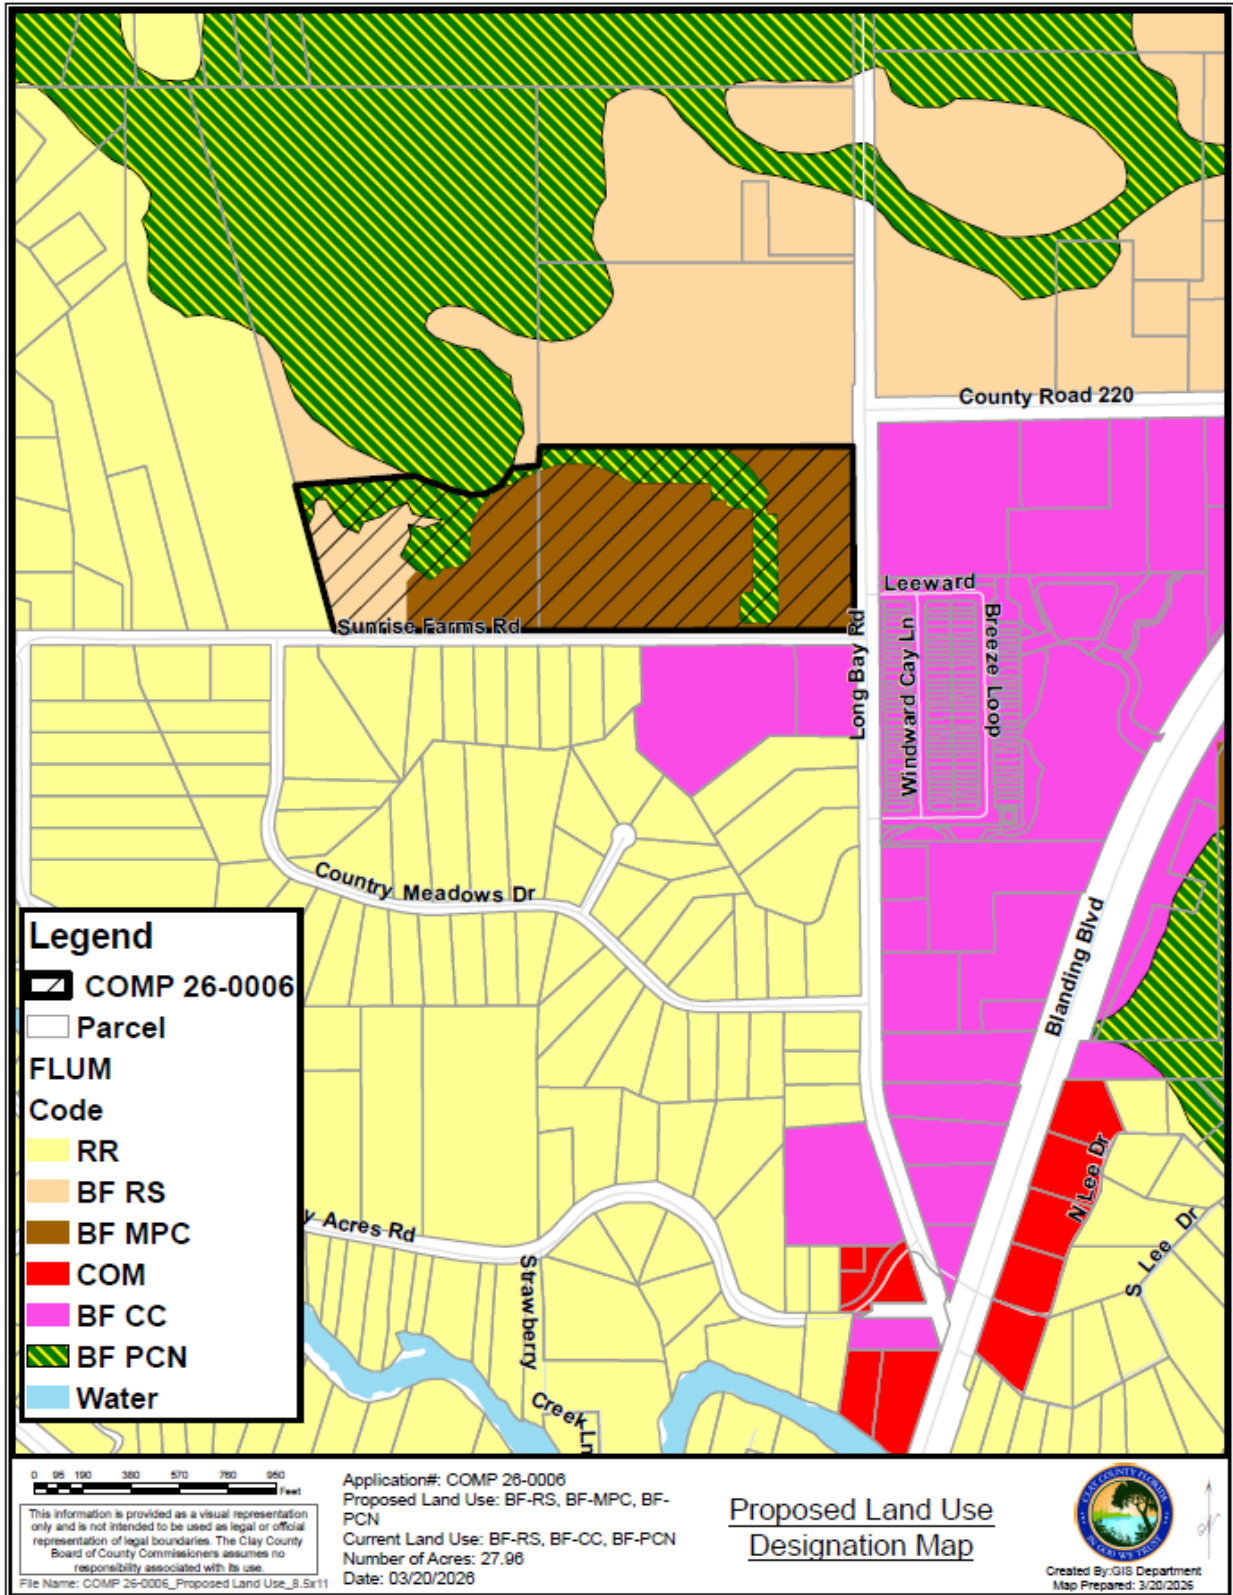 County Road 220
Leeward
Sunrise Farms Rd
Long Bay Rd
Windward Cay Ln
Breeze Loop
Country Meadows Dr
Blanding Blvd
N Lee Dr
S Lee Dr
y Acres Rd
Strawberry
Creek Ln
Legend
COMP 26-0006
Parcel
FLUM
Code
RR
BF RS
BF MPC
COM
BF CC
BF PCN
Water
0 95 190 380 570 760 950
Feet
This information is provided as a visual representation
only and is not intended to be used as legal or official
representation of legal boundaries. The Clay County
Board of County Commissioners assumes no
responsibility associated with its use.
File Name: COMP 26-0006_Proposed Land Use_8.5x11
Application#: COMP 26-0006
Proposed Land Use: BF-RS, BF-MPC, BF-
PCN
Current Land Use: BF-RS, BF-CC, BF-PCN
Number of Acres: 27.96
Date: 03/20/2026
Proposed Land Use
Designation Map
CLAY COUNTY FLORIDA
IN GOD WE TRUST
Created By:GIS Department
Map Prepared: 3/20/2026